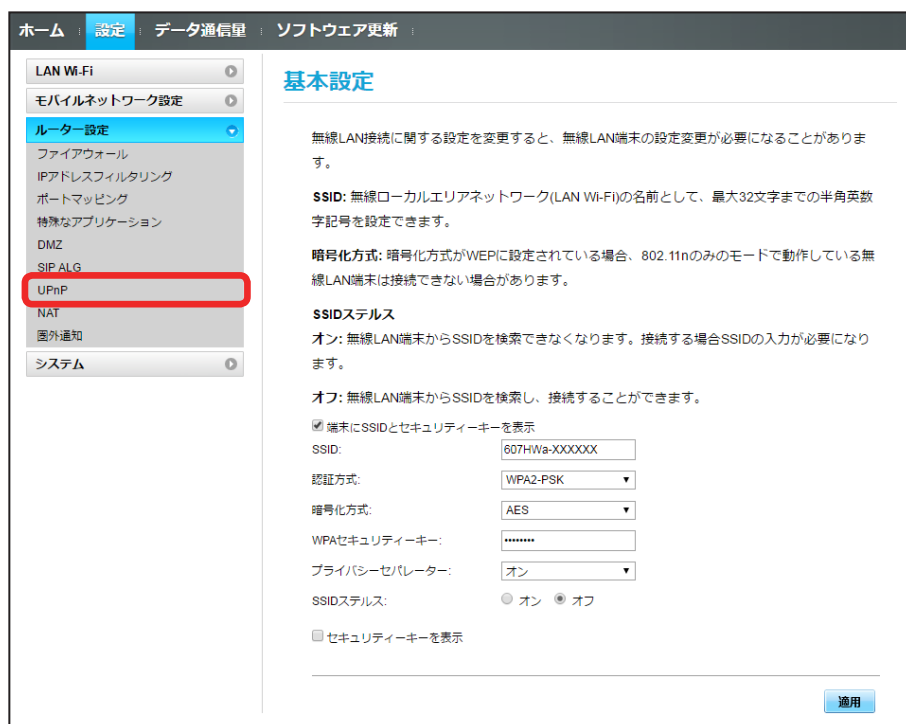 ホーム 設定 データ通信量 ソフトウェア更新
LAN Wi-Fi
モバイルネットワーク設定
ルーター設定
ファイアウォール
IPアドレスフィルタリング
ポートマッピング
特殊なアプリケーション
DMZ
SIP ALG
UPnP
NAT
圏外通知
システム
基本設定
無線LAN接続に関する設定を変更すると、無線LAN端末の設定変更が必要になることがありま
す。
SSID: 無線ローカルエリアネットワーク(LAN Wi-Fi)の名前として、最大32文字までの半角英数
字記号を設定できます。
暗号化方式: 暗号化方式がWEPに設定されている場合、802.11nのみのモードで動作している無
線LAN端末は接続できない場合があります。
SSIDステルス
オン: 無線LAN端末からSSIDを検索できなくなります。接続する場合SSIDの入力が必要になり
ます。
オフ: 無線LAN端末からSSIDを検索し、接続することができます。
端末にSSIDとセキュリティーキーを表示
SSID: 607HWa-XXXXXX
認証方式: WPA2-PSK
暗号化方式: AES
WPAセキュリティーキー: ••••••••
プライバシーセパレーター: オン
SSIDステルス: オン オフ
セキュリティーキーを表示
適用